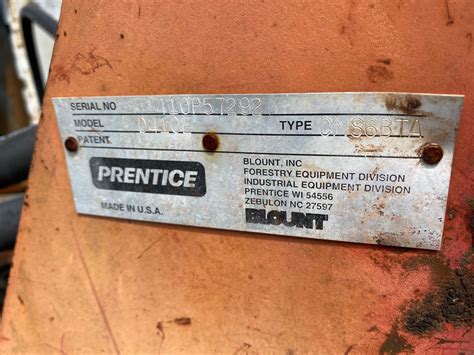 SERIAL NO 410P57292
MODEL TYPE
PATENT
PRENTICE
MADE IN U.S.A.
BLOUNT, INC
FORESTRY EQUIPMENT DIVISION
INDUSTRIAL EQUIPMENT DIVISION
PRENTICE WI 54556
ZEBULON NC 27597
BLOUNT